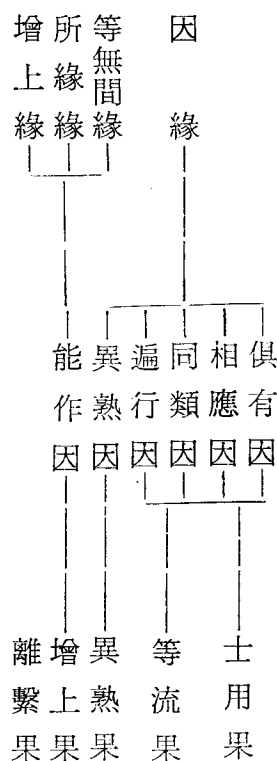 因緣
等無間緣
所緣緣
增上緣
俱有因
相應因
同類因
遍行因
異熟因
能作因
士用果
等流果
異熟果
增上果
離繫果